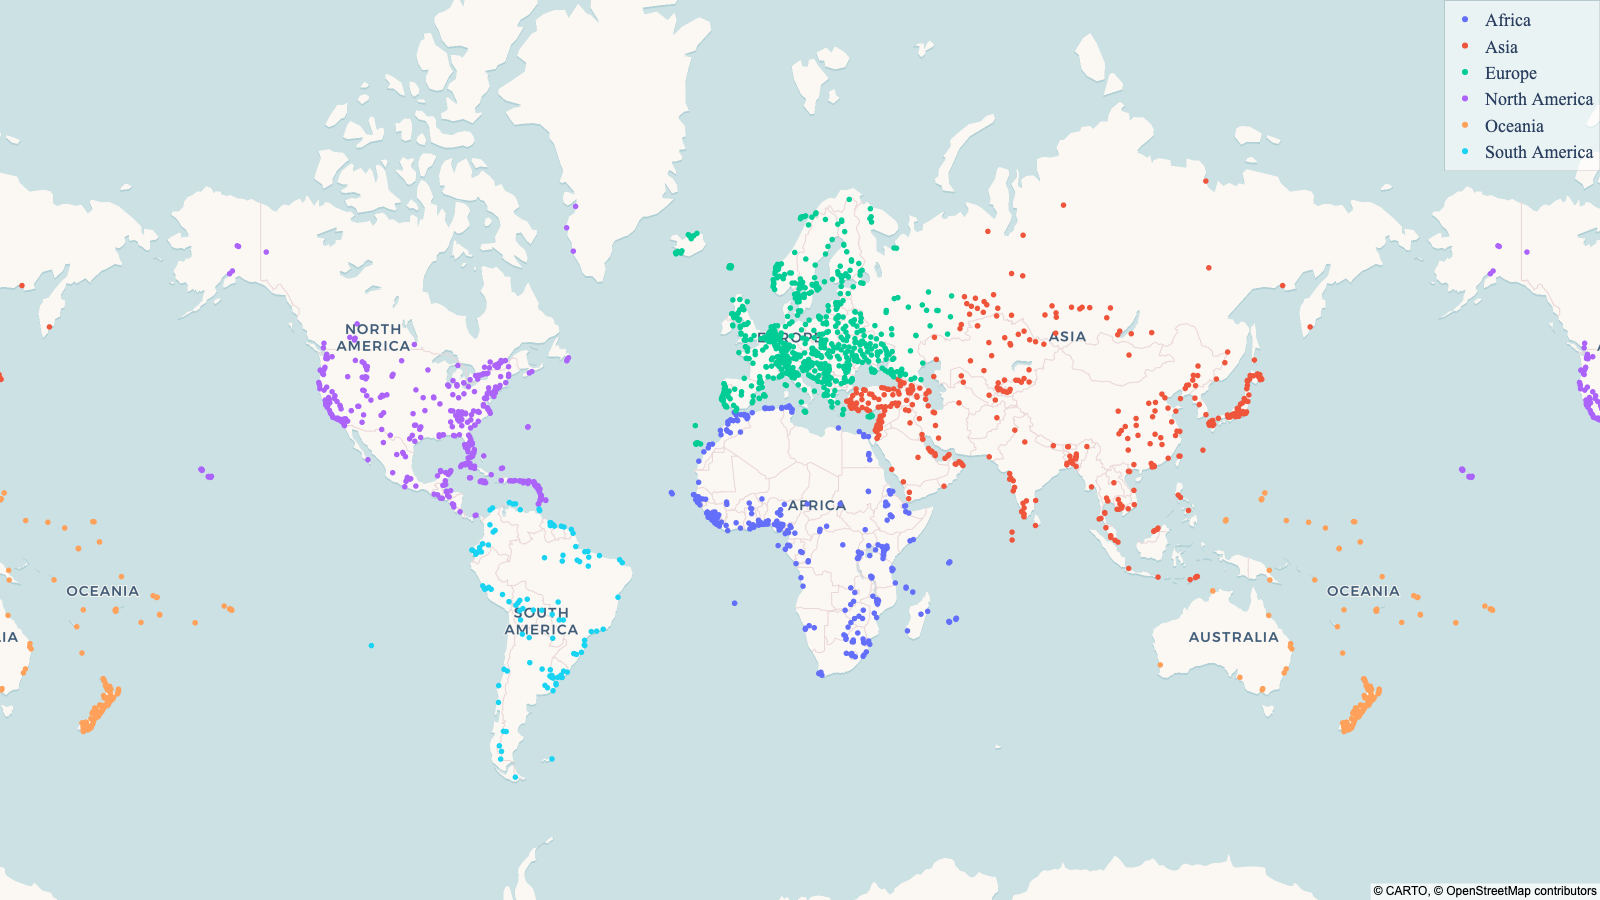 Africa
Asia
Europe
North America
Oceania
South America
NORTH
AMERICA
EUROPE
ASIA
AFRICA
OCEANIA
OCEANIA
SOUTH
AMERICA
LIA
AUSTRALIA
© CARTO, © OpenStreetMap contributors